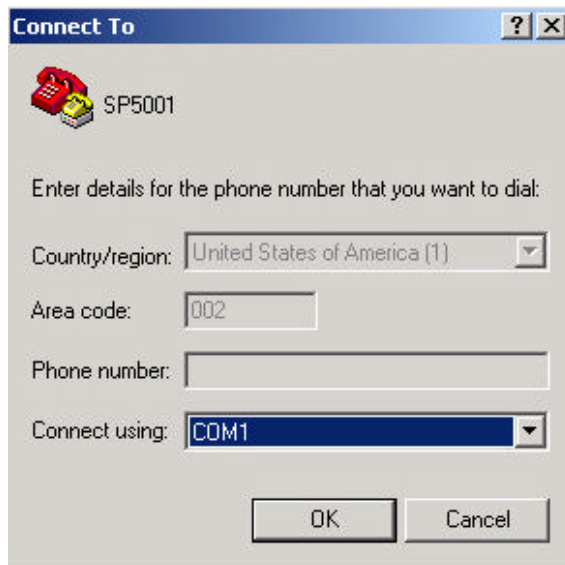 Connect To
SP5001
Enter details for the phone number that you want to dial:
Country/region: United States of America (1)
Area code: 002
Phone number:
Connect using: COM1
OK Cancel